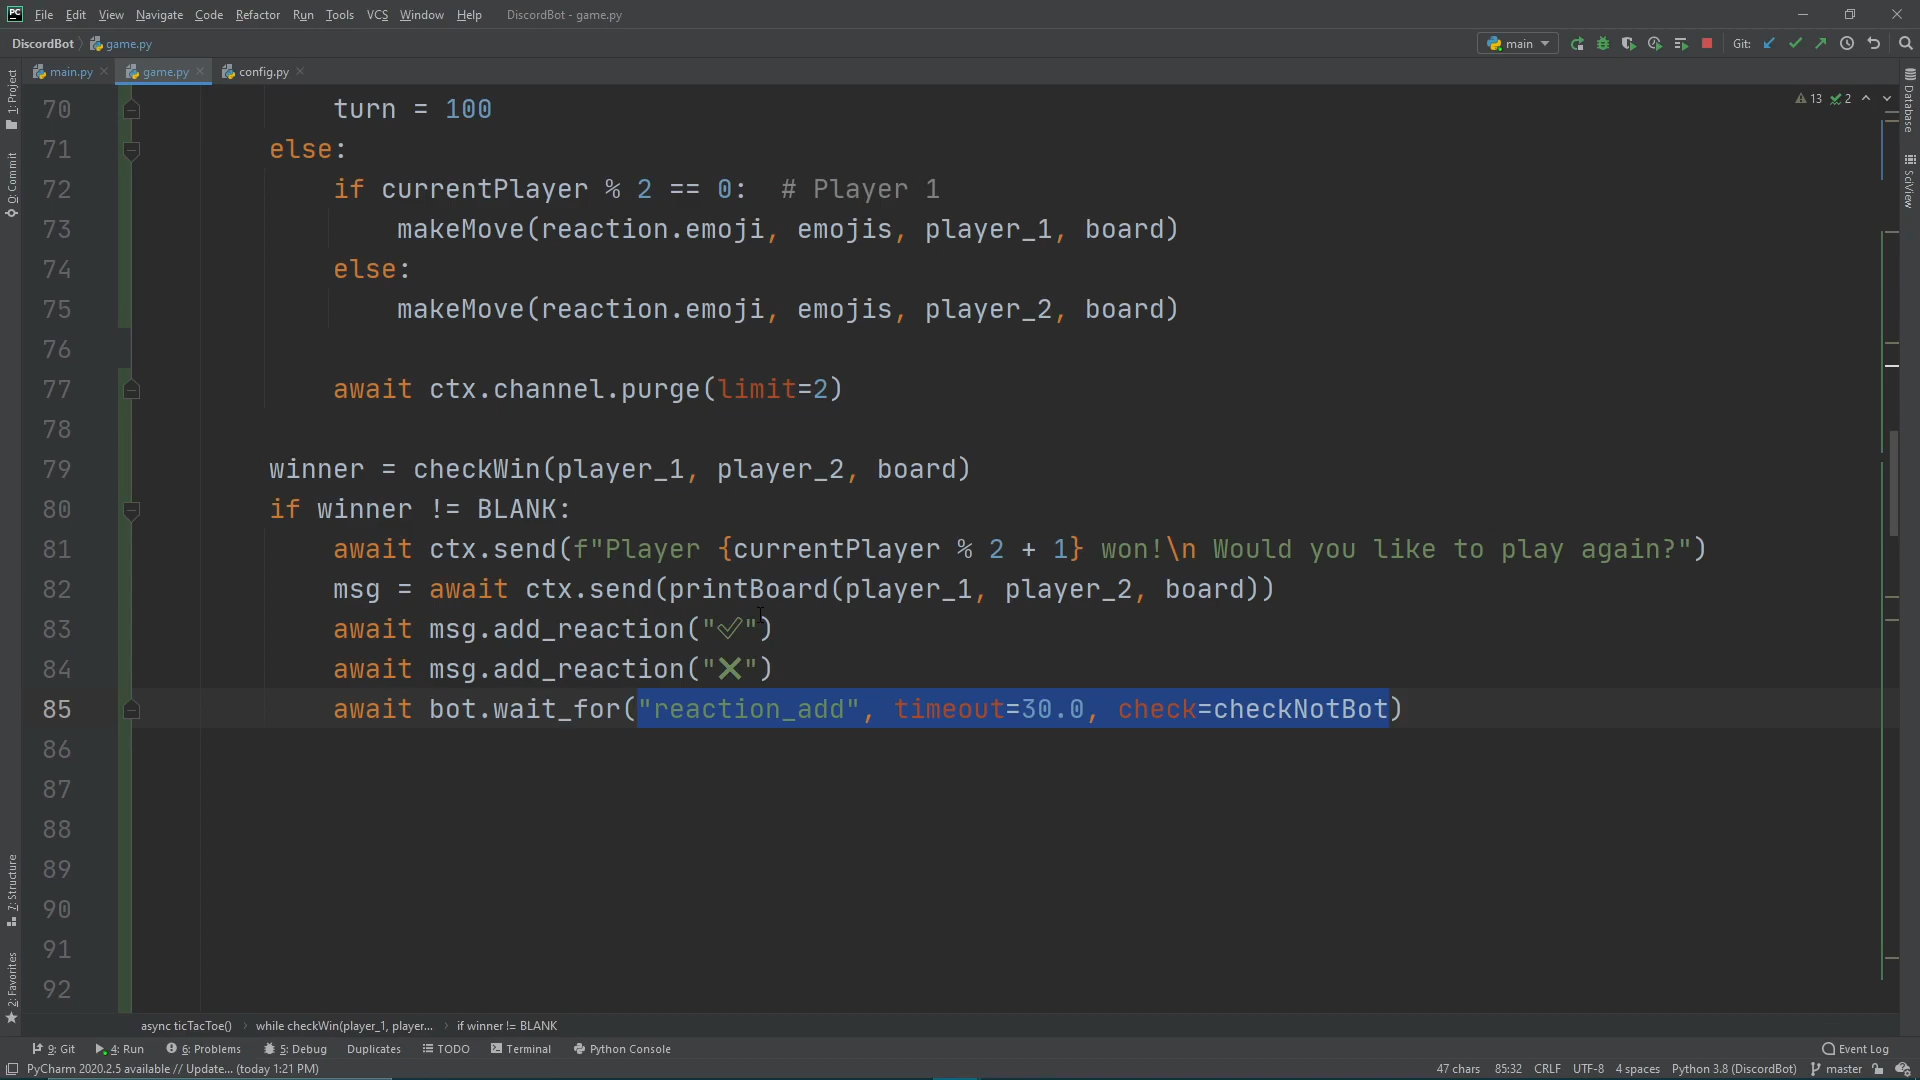 File Edit View Navigate Code Refactor Run Tools VCS Window Help DiscordBot - game.py
DiscordBot game.py main Git:
main.py game.py config.py
1: Project
0: Commit
7: Structure
2: Favorites
Database
SciView
13 2
70 turn = 100
71 else:
72 if currentPlayer % 2 == 0: # Player 1
73 makeMove(reaction.emoji, emojis, player_1, board)
74 else:
75 makeMove(reaction.emoji, emojis, player_2, board)
76
77 await ctx.channel.purge(limit=2)
78
79 winner = checkWin(player_1, player_2, board)
80 if winner != BLANK:
81 await ctx.send(f"Player {currentPlayer % 2 + 1} won!\n Would you like to play again?")
82 msg = await ctx.send(printBoard(player_1, player_2, board))
83 await msg.add_reaction("✅")
84 await msg.add_reaction("❌")
85 await bot.wait_for("reaction_add", timeout=30.0, check=checkNotBot)
86
87
88
89
90
91
92
async ticTacToe() › while checkWin(player_1, player... › if winner != BLANK
9: Git 4: Run 6: Problems 5: Debug Duplicates TODO Terminal Python Console Event Log
PyCharm 2020.2.5 available // Update... (today 1:21 PM) 47 chars 85:32 CRLF UTF-8 4 spaces Python 3.8 (DiscordBot) master